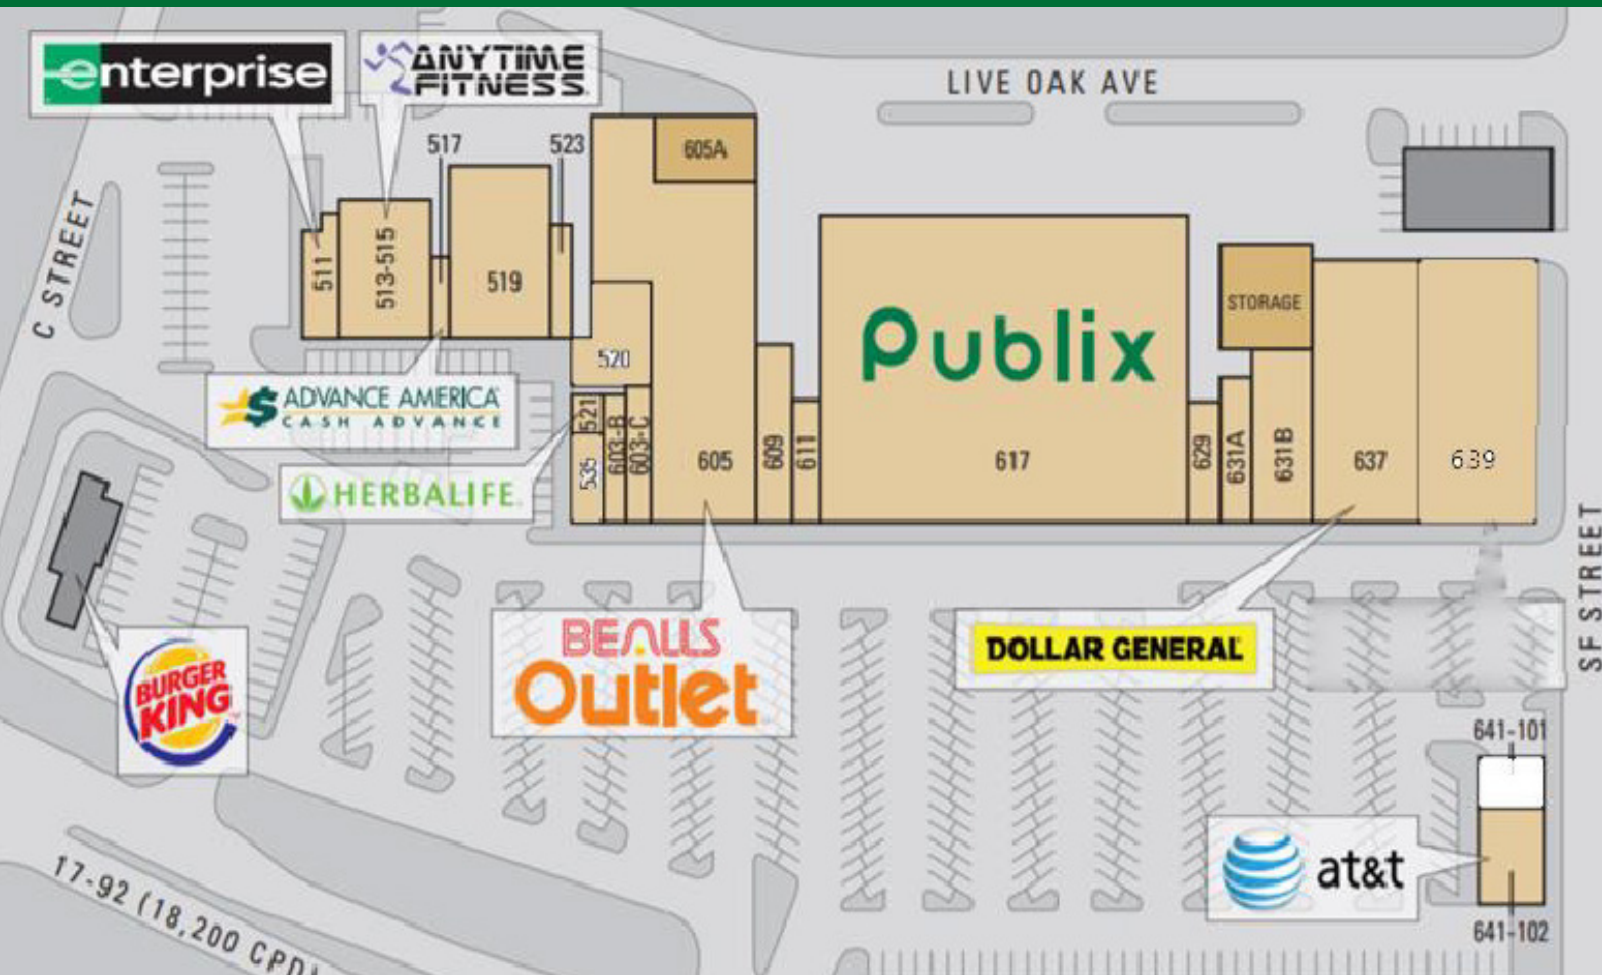 enterprise
ANYTIME
FITNESS
LIVE OAK AVE
517
523
605A
C STREET
511
513-515
519
STORAGE
Publix
520
ADVANCE AMERICA
CASH ADVANCE
521
603-B
603-C
535
605
609
611
617
629
631A
631B
637
639
HERBALIFE
SF STREET
BURGER
KING
BEALLS
Outlet
DOLLAR GENERAL
641-101
at&t
641-102
17-92 (18,200 CPD)